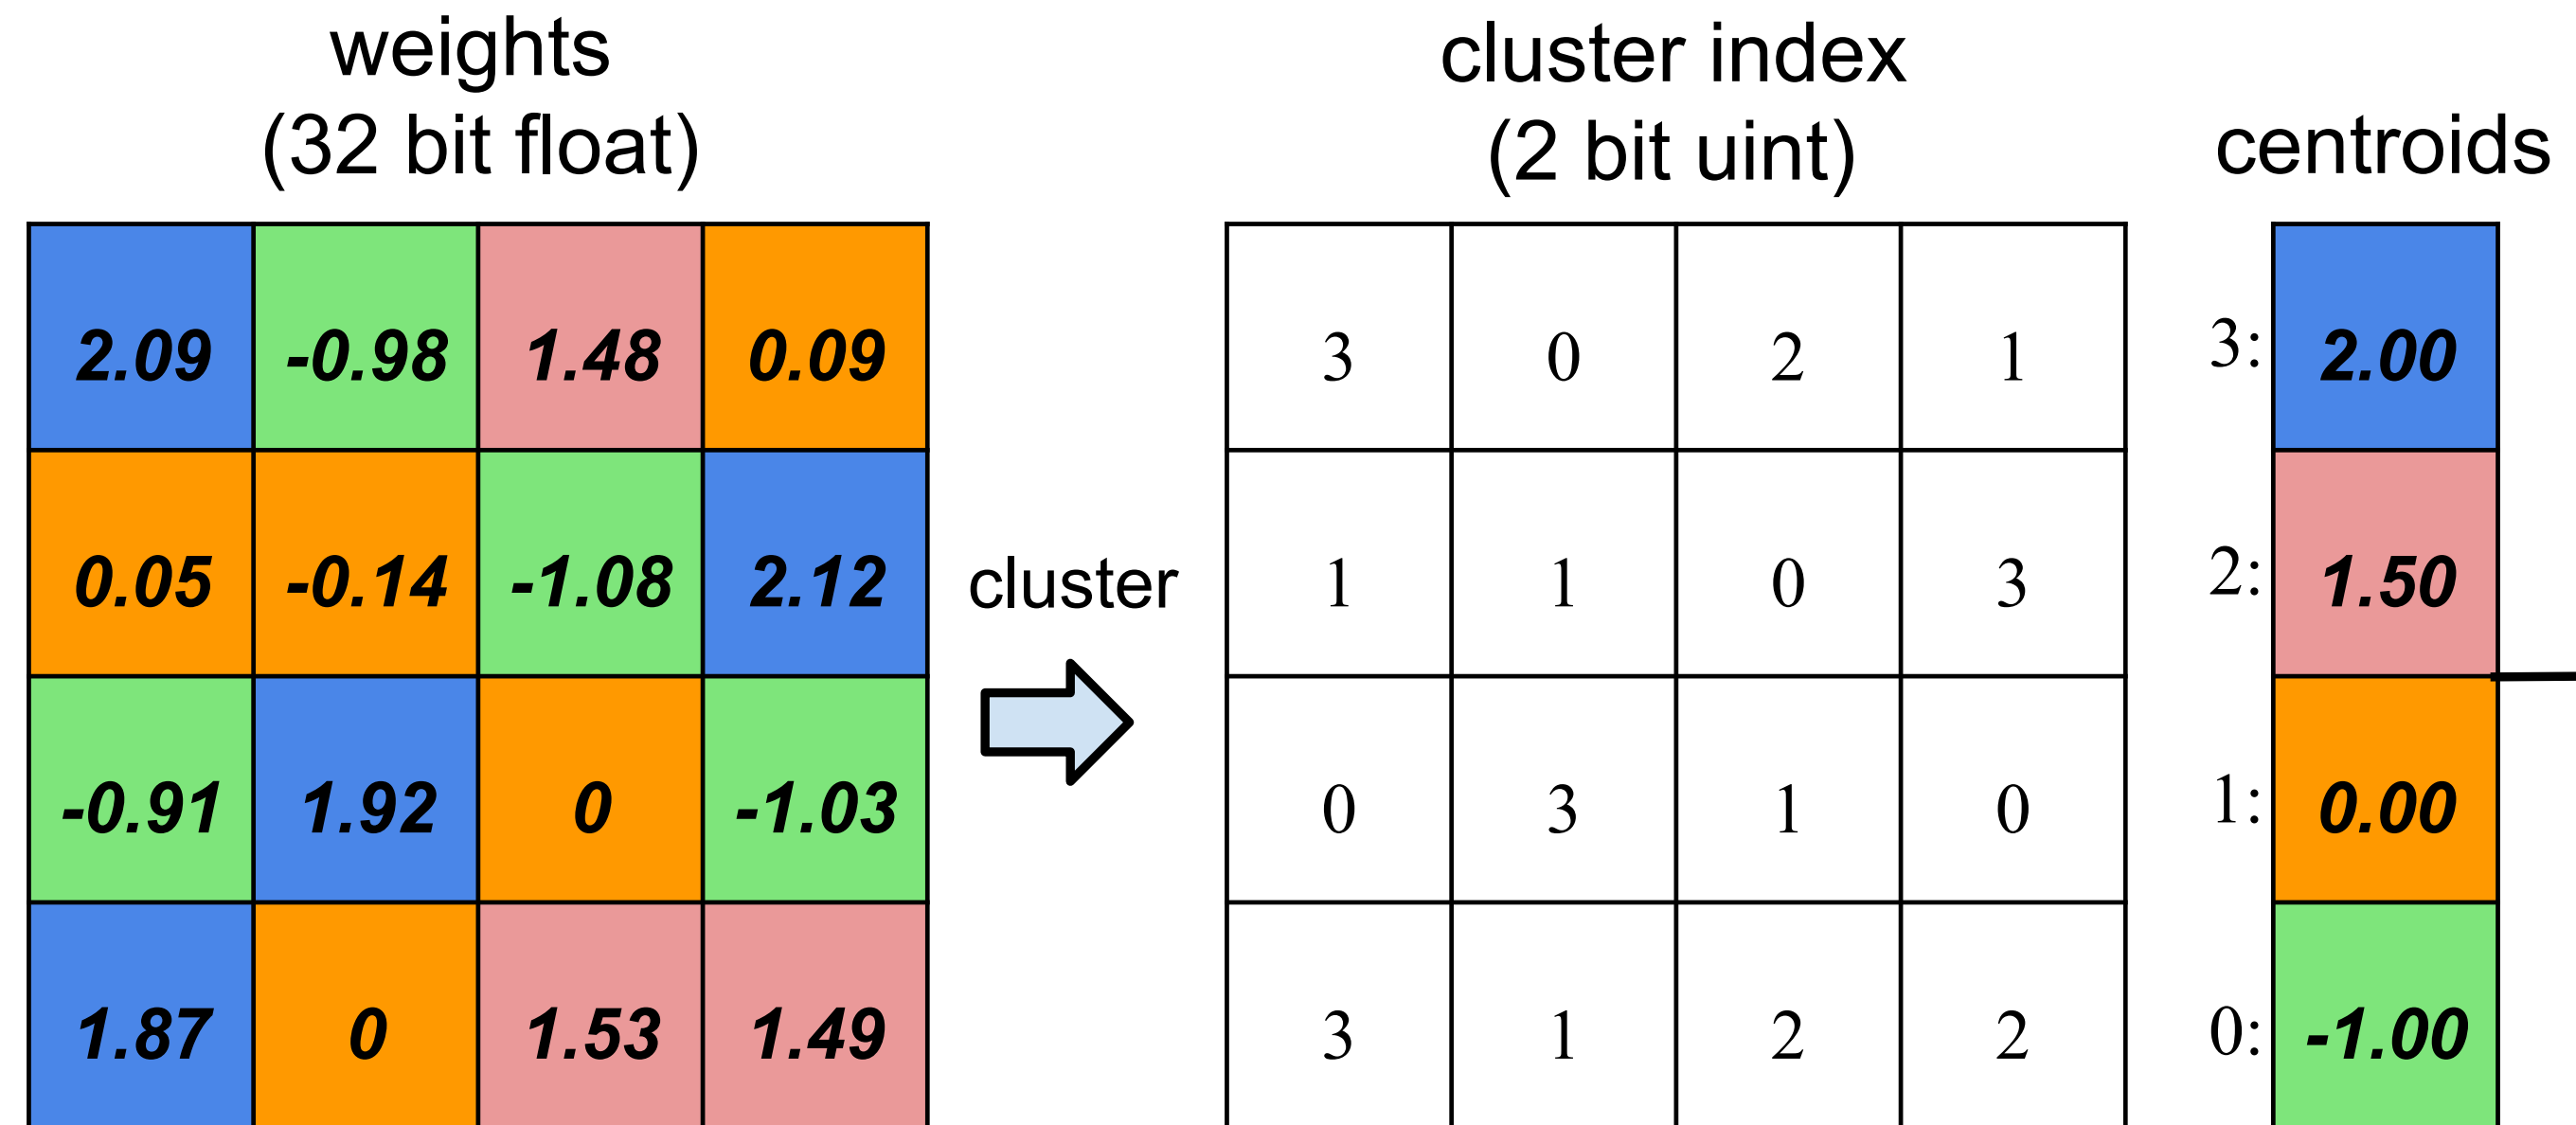 weights
(32 bit float)
cluster index
(2 bit uint)
centroids
2.09 -0.98 1.48 0.09
0.05 -0.14 -1.08 2.12
-0.91 1.92 0 -1.03
1.87 0 1.53 1.49
cluster
3 0 2 1
1 1 0 3
0 3 1 0
3 1 2 2
3: 2.00
2: 1.50
1: 0.00
0: -1.00